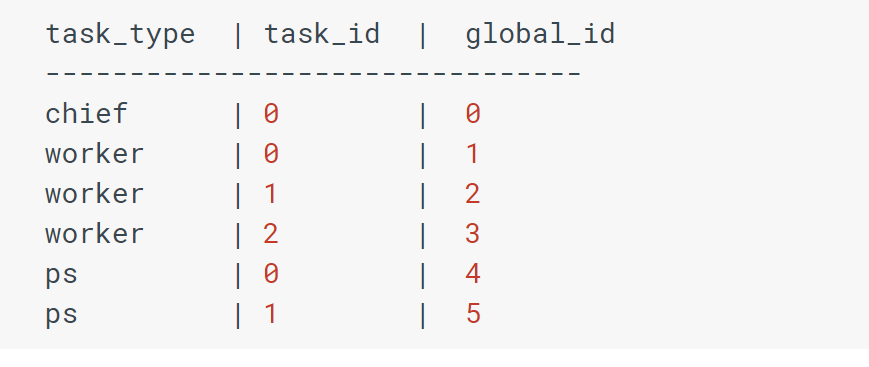 task_type | task_id | global_id
--------------------------------
chief | 0 | 0
worker | 0 | 1
worker | 1 | 2
worker | 2 | 3
ps | 0 | 4
ps | 1 | 5